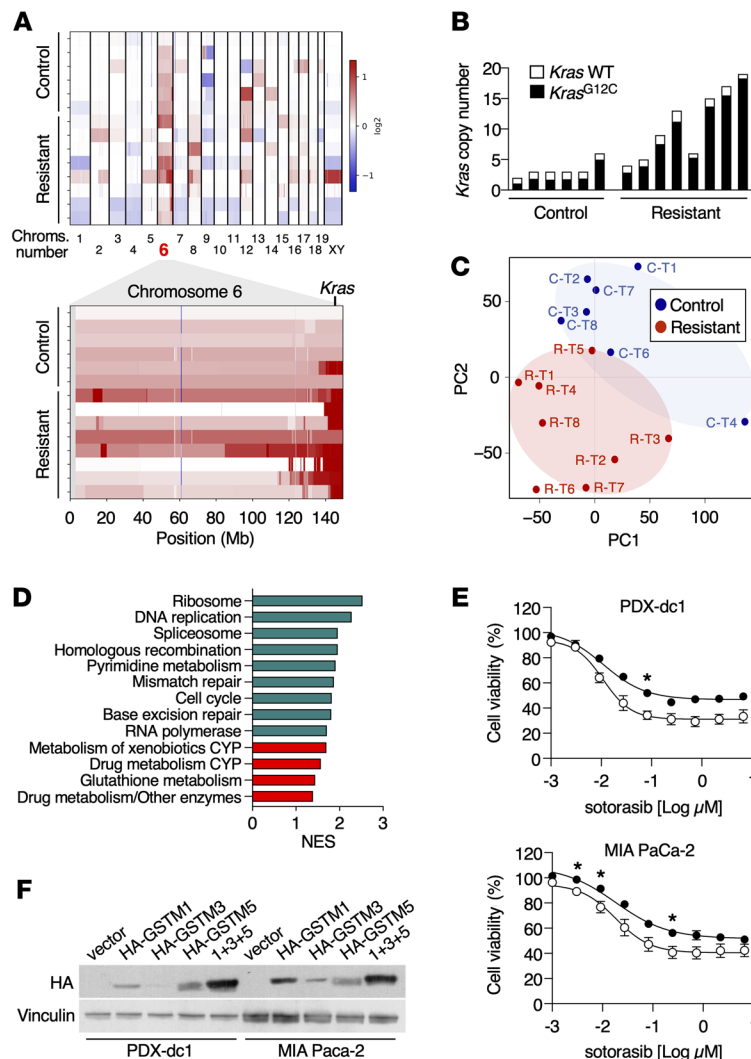 A
Control
Resistant
1
0
−1
log2
Chroms.
number
1 3 5 7 9 11 13 15 17 19
2 4 6 8 10 12 14 16 18 XY
Chromosome 6
Kras
Control
Resistant
0 30 60 80 120 140
Position (Mb)
B
Kras copy number
20
15
10
5
0
Kras WT
KrasG12C
Control
Resistant
C
PC2
50
0
−50
C-T1
C-T2
C-T7
C-T3
C-T8
C-T6
C-T4
R-T5
R-T1
R-T4
R-T8
R-T3
R-T2
R-T6
R-T7
Control
Resistant
−50 0 50 100
PC1
D
Ribosome
DNA replication
Spliceosome
Homologous recombination
Pyrimidine metabolism
Mismatch repair
Cell cycle
Base excision repair
RNA polymerase
Metabolism of xenobiotics CYP
Drug metabolism CYP
Glutathione metabolism
Drug metabolism/Other enzymes
0 1 2 3
NES
E
PDX-dc1
Cell viability (%)
120
100
80
60
40
20
0
*
-3 -2 -1 0 1
sotorasib [Log µM]
MIA PaCa-2
Cell viability (%)
120
100
80
60
40
20
0
* * *
-3 -2 -1 0 1
sotorasib [Log µM]
F
vector
HA-GSTM1
HA-GSTM3
HA-GSTM5
1+3+5
vector
HA-GSTM1
HA-GSTM3
HA-GSTM5
1+3+5
HA
Vinculin
PDX-dc1
MIA Paca-2